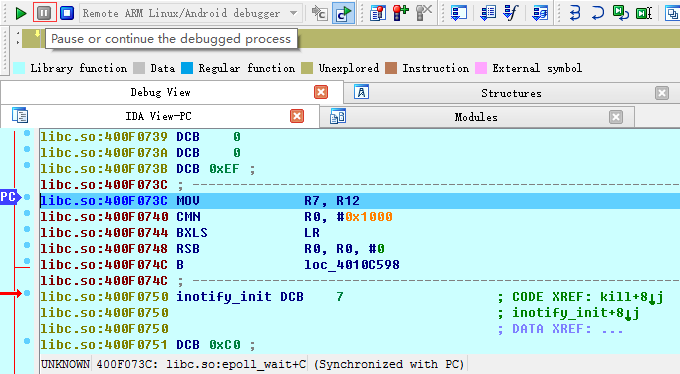 Remote ARM Linux/Android debugger
Pause or continue the debugged process
Library function Data Regular function Unexplored Instruction External symbol
Debug View Structures
IDA View-PC Modules
libc.so:400F0739 DCB 0
libc.so:400F073A DCB 0
libc.so:400F073B DCB 0xEF ;
libc.so:400F073C ; ---------------------------------------------------------------
PC libc.so:400F073C MOV R7, R12
libc.so:400F0740 CMN R0, #0x1000
libc.so:400F0744 BXLS LR
libc.so:400F0748 RSB R0, R0, #0
libc.so:400F074C B loc_4010C598
libc.so:400F074C ; ---------------------------------------------------------------
libc.so:400F0750 inotify_init DCB 7 ; CODE XREF: kill+8↓j
libc.so:400F0750 ; inotify_init+8↓j
libc.so:400F0750 ; DATA XREF: ...
libc.so:400F0751 DCB 0xC0 ;
UNKNOWN 400F073C: libc.so:epoll_wait+C (Synchronized with PC)